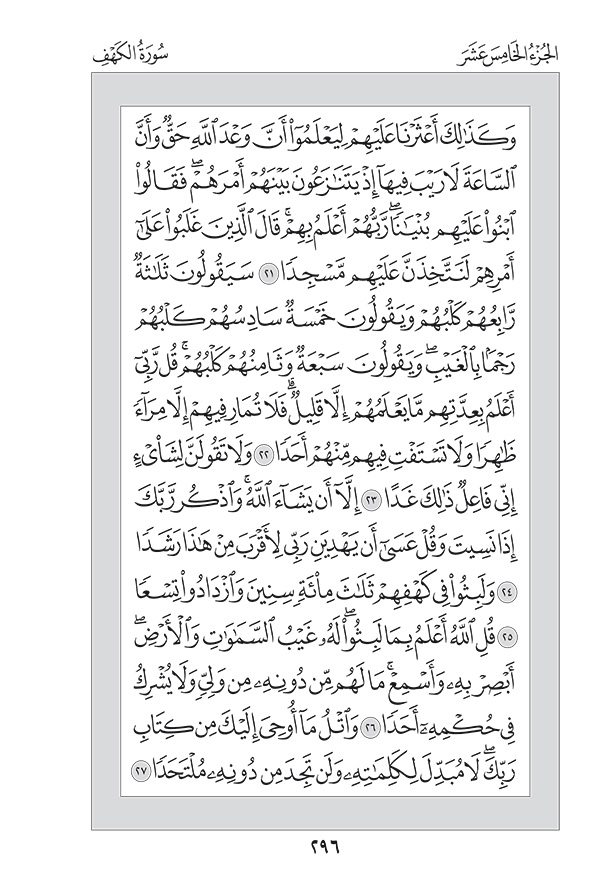 الجُزْءُ الخَامِسَ عَشَرَ
سُورَةُ الكَهْفِ
وَكَذَٰلِكَ أَعْثَرْنَا عَلَيْهِمْ لِيَعْلَمُوٓا۟ أَنَّ وَعْدَ ٱللَّهِ حَقٌّ وَأَنَّ
ٱلسَّاعَةَ لَا رَيْبَ فِيهَآ إِذْ يَتَنَٰزَعُونَ بَيْنَهُمْ أَمْرَهُمْ ۖ فَقَالُوا۟
ٱبْنُوا۟ عَلَيْهِم بُنْيَٰنًا ۖ رَّبُّهُمْ أَعْلَمُ بِهِمْ ۚ قَالَ ٱلَّذِينَ غَلَبُوا۟ عَلَىٰٓ
أَمْرِهِمْ لَنَتَّخِذَنَّ عَلَيْهِم مَّسْجِدًا ٢١ سَيَقُولُونَ ثَلَٰثَةٌ
رَّابِعُهُمْ كَلْبُهُمْ وَيَقُولُونَ خَمْسَةٌ سَادِسُهُمْ كَلْبُهُمْ
رَجْمًۢا بِٱلْغَيْبِ ۖ وَيَقُولُونَ سَبْعَةٌ وَثَامِنُهُمْ كَلْبُهُمْ ۚ قُل رَّبِّىٓ
أَعْلَمُ بِعِدَّتِهِم مَّا يَعْلَمُهُمْ إِلَّا قَلِيلٌ ۗ فَلَا تُمَارِ فِيهِمْ إِلَّا مِرَآءً
ظَٰهِرًا وَلَا تَسْتَفْتِ فِيهِم مِّنْهُمْ أَحَدًا ٢٢ وَلَا تَقُولَنَّ لِشَا۟ىْءٍ
إِنِّى فَاعِلٌ ذَٰلِكَ غَدًا ٢٣ إِلَّآ أَن يَشَآءَ ٱللَّهُ ۚ وَٱذْكُر رَّبَّكَ
إِذَا نَسِيتَ وَقُلْ عَسَىٰٓ أَن يَهْدِيَنِ رَبِّى لِأَقْرَبَ مِنْ هَٰذَا رَشَدًا
٢٤ وَلَبِثُوا۟ فِى كَهْفِهِمْ ثَلَٰثَ مِا۟ئَةٍ سِنِينَ وَٱزْدَادُوا۟ تِسْعًا
٢٥ قُلِ ٱللَّهُ أَعْلَمُ بِمَا لَبِثُوا۟ ۖ لَهُۥ غَيْبُ ٱلسَّمَٰوَٰتِ وَٱلْأَرْضِ ۖ
أَبْصِرْ بِهِۦ وَأَسْمِعْ ۚ مَا لَهُم مِّن دُونِهِۦ مِن وَلِىٍّ وَلَا يُشْرِكُ
فِى حُكْمِهِۦٓ أَحَدًا ٢٦ وَٱتْلُ مَآ أُوحِىَ إِلَيْكَ مِن كِتَابِ
رَبِّكَ ۖ لَا مُبَدِّلَ لِكَلِمَٰتِهِۦ وَلَن تَجِدَ مِن دُونِهِۦ مُلْتَحَدًا ٢٧
٢٩٦